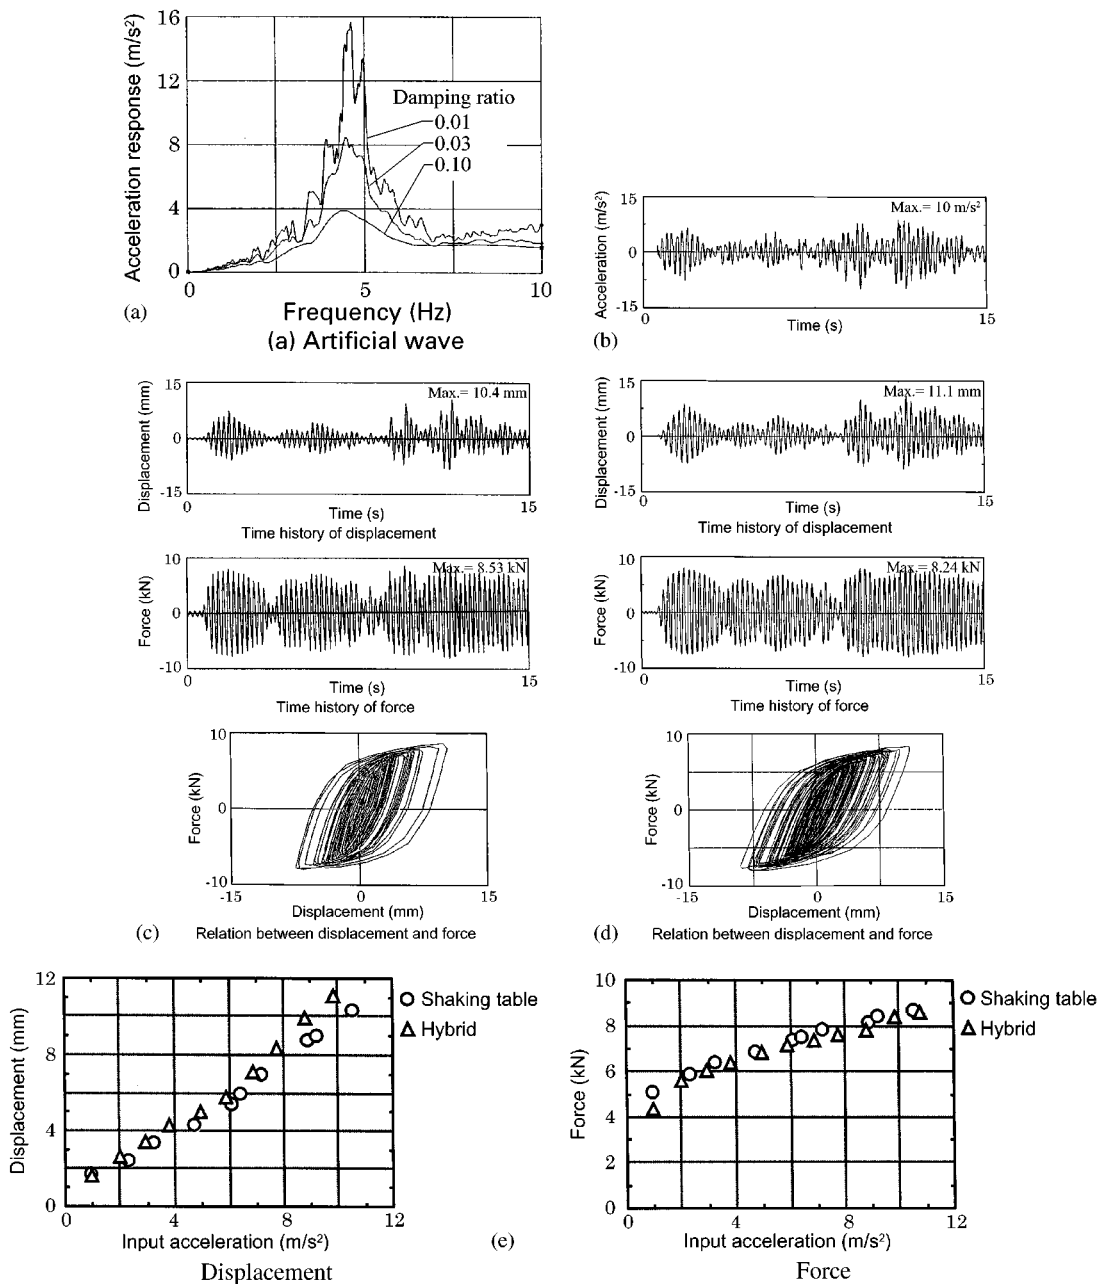 Acceleration response (m/s²)
16
12
8
4
0
Damping ratio
0.01
0.03
0.10
0
5
10
Frequency (Hz)
(a)
(a) Artificial wave
Acceleration (m/s²)
15
0
-15
Max.= 10 m/s²
0
15
Time (s)
(b)
Displacement (mm)
15
0
-15
Max.= 10.4 mm
0
15
Time (s)
Time history of displacement
Force (kN)
10
0
-10
Max.= 8.53 kN
0
15
Time (s)
Time history of force
Force (kN)
10
0
-10
-15
0
15
Displacement (mm)
(c)
Relation between displacement and force
Displacement (mm)
15
0
-15
Max.= 11.1 mm
0
15
Time (s)
Time history of displacement
Force (kN)
10
0
-10
Max.= 8.24 kN
0
15
Time (s)
Time history of force
Force (kN)
10
0
-10
-15
0
15
Displacement (mm)
(d)
Relation between displacement and force
Displacement (mm)
12
8
4
0
0
4
8
12
Input acceleration (m/s²)
Shaking table
Hybrid
Displacement
(e)
Force (kN)
10
8
6
4
2
0
0
4
8
12
Input acceleration (m/s²)
Shaking table
Hybrid
Force